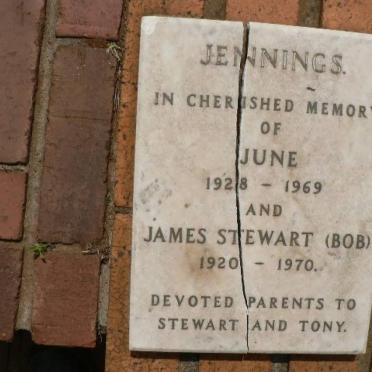 JENNINGS.
IN CHERISHED MEMORY
OF
JUNE
1928 – 1969
AND
JAMES STEWART (BOB)
1920 – 1970.
DEVOTED PARENTS TO
STEWART AND TONY.